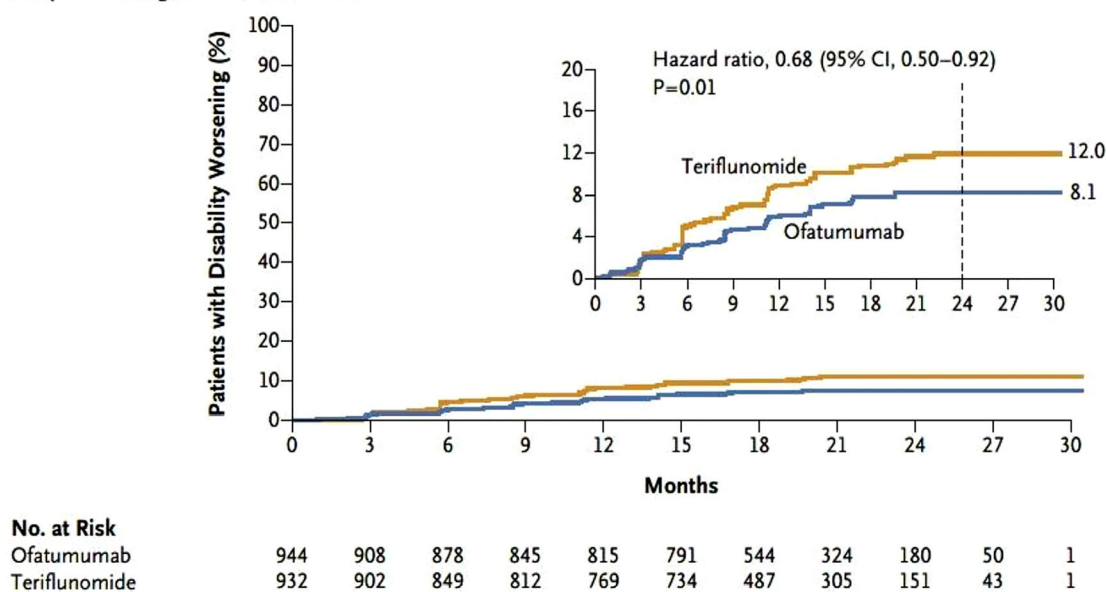 Patients with Disability Worsening (%)
100
90
80
70
60
50
40
30
20
10
0
0 3 6 9 12 15 18 21 24 27 30
Months
Hazard ratio, 0.68 (95% CI, 0.50–0.92)
P=0.01
20
16
12
8
4
0
Teriflunomide
Ofatumumab
12.0
8.1
0 3 6 9 12 15 18 21 24 27 30
No. at Risk
Ofatumumab 944 908 878 845 815 791 544 324 180 50 1
Teriflunomide 932 902 849 812 769 734 487 305 151 43 1